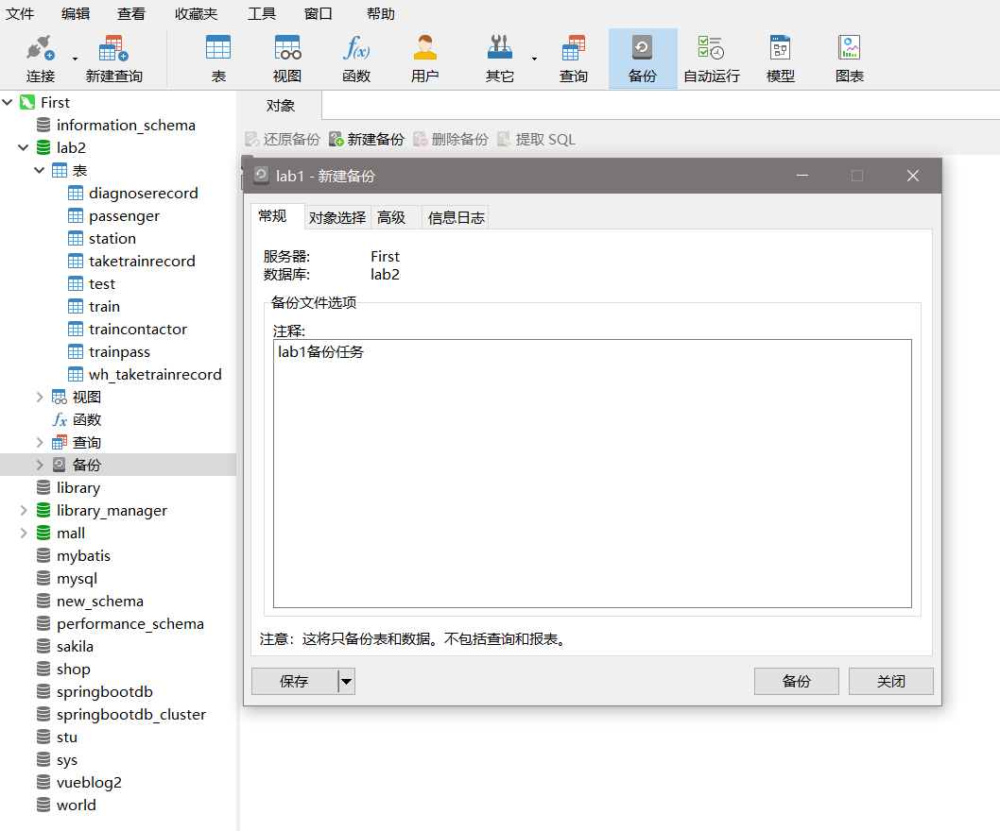 文件 编辑 查看 收藏夹 工具 窗口 帮助
连接 新建查询 表 视图 函数 用户 其它 查询 备份 自动运行 模型 图表
First
information_schema
lab2
表
diagnoserecord
passenger
station
taketrainrecord
test
train
traincontactor
trainpass
wh_taketrainrecord
视图
函数
查询
备份
library
library_manager
mall
mybatis
mysql
new_schema
performance_schema
sakila
shop
springbootdb
springbootdb_cluster
stu
sys
vueblog2
world
对象
还原备份 新建备份 删除备份 提取 SQL
lab1 - 新建备份
常规 对象选择 高级 信息日志
服务器: First
数据库: lab2
备份文件选项
注释:
lab1备份任务
注意：这将只备份表和数据。不包括查询和报表。
保存 备份 关闭